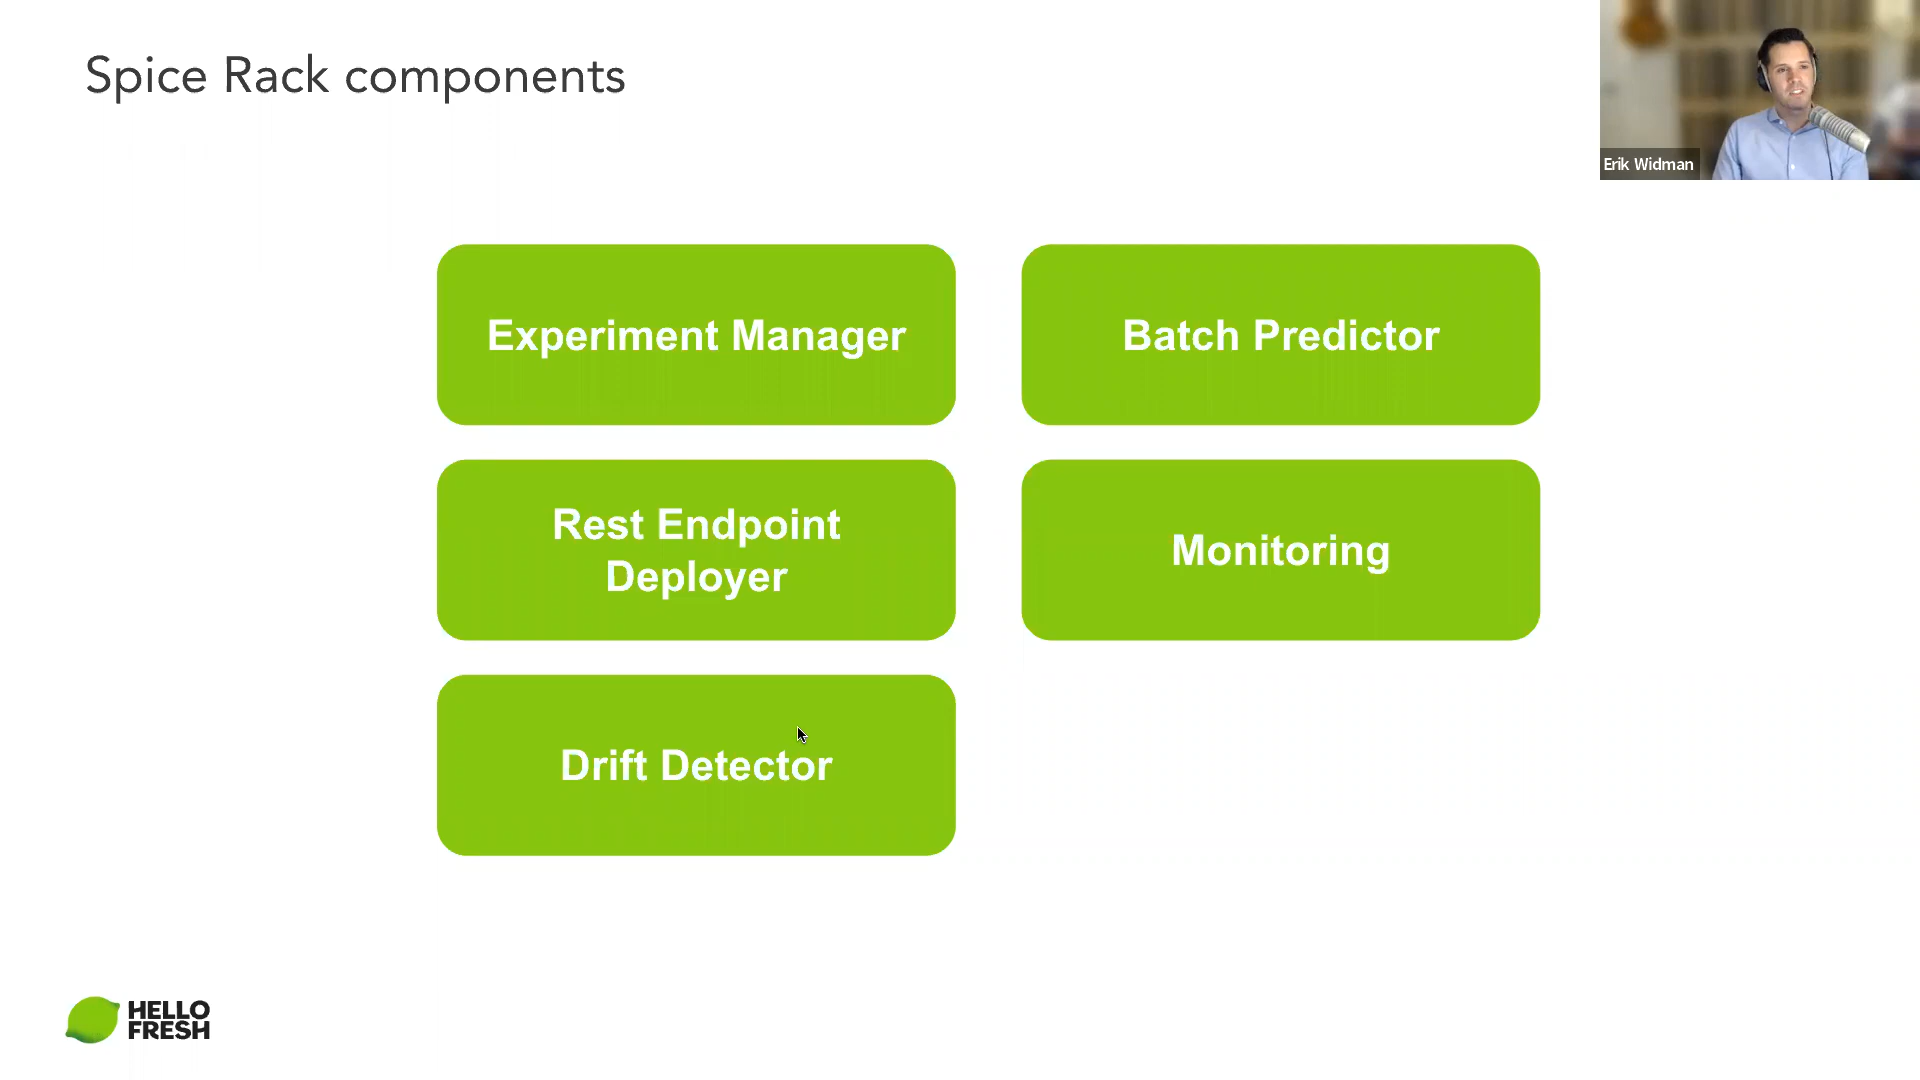 Spice Rack components
Erik Widman
Experiment Manager
Batch Predictor
Rest Endpoint
Deployer
Monitoring
Drift Detector
HELLO
FRESH